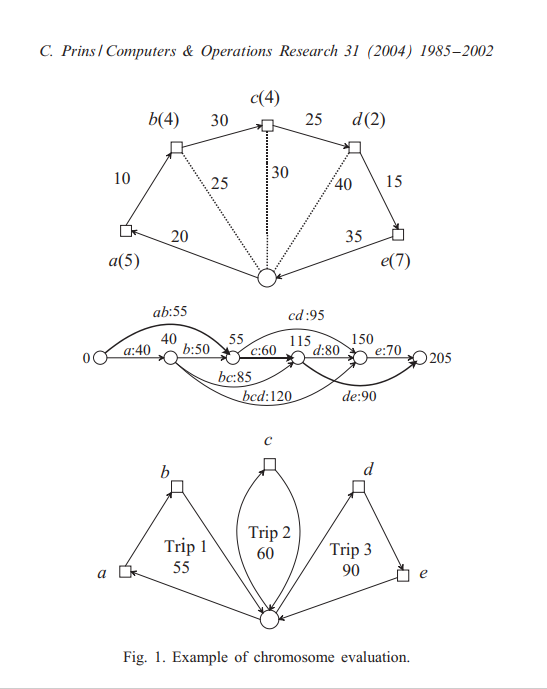 C. Prins / Computers & Operations Research 31 (2004) 1985–2002
c(4)
b(4) 30 25 d(2)
10 25 30 40 15
20 35
a(5) e(7)
ab:55 cd:95
40 55 115 150
0 a:40 b:50 c:60 d:80 e:70 205
bc:85
bcd:120 de:90
c
b d
Trip 1 Trip 2 Trip 3
55 60 90
a e
Fig. 1. Example of chromosome evaluation.